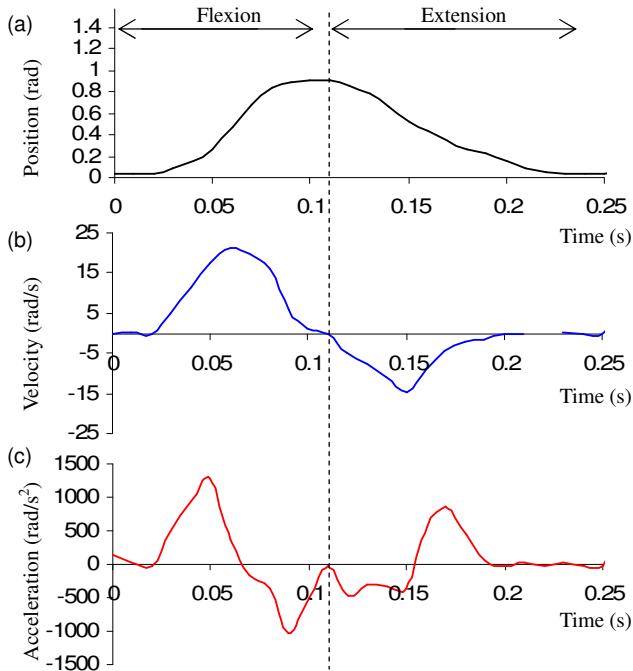 (a) Flexion Extension
Position (rad)
1.4
1.2
1
0.8
0.6
0.4
0.2
0
0 0.05 0.1 0.15 0.2 0.25
Time (s)
(b)
Velocity (rad/s)
25
15
5
-5
-15
-25
0 0.05 0.1 0.15 0.2 0.25
Time (s)
(c)
Acceleration (rad/s²)
1500
1000
500
0
-500
-1000
-1500
0 0.05 0.1 0.15 0.2 0.25
Time (s)